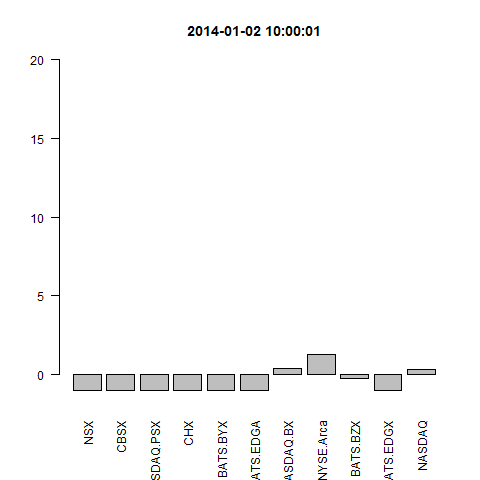 2014-01-02 10:00:01
20
15
10
5
0
NSX
CBSX
SDAQ.PSX
CHX
BATS.BYX
ATS.EDGA
ASDAQ.BX
NYSE.Arca
BATS.BZX
ATS.EDGX
NASDAQ